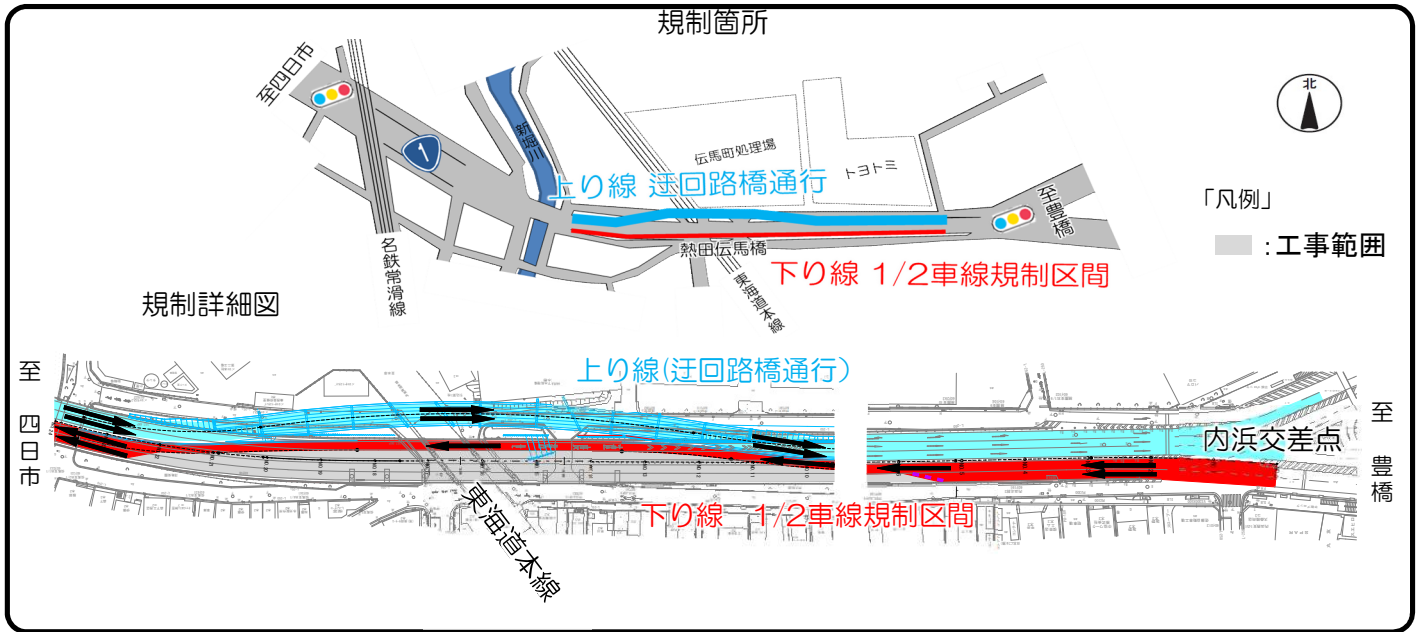 規制箇所
至四日市
1
新堀川
伝馬町処理場
トヨトミ
北
上り線 迂回路橋通行
至豊橋
「凡例」
:工事範囲
熱田伝馬橋
名鉄常滑線
東海道本線
下り線 1/2車線規制区間
規制詳細図
上り線(迂回路橋通行)
至 四日市
内浜交差点
至 豊橋
東海道本線
下り線 1/2車線規制区間